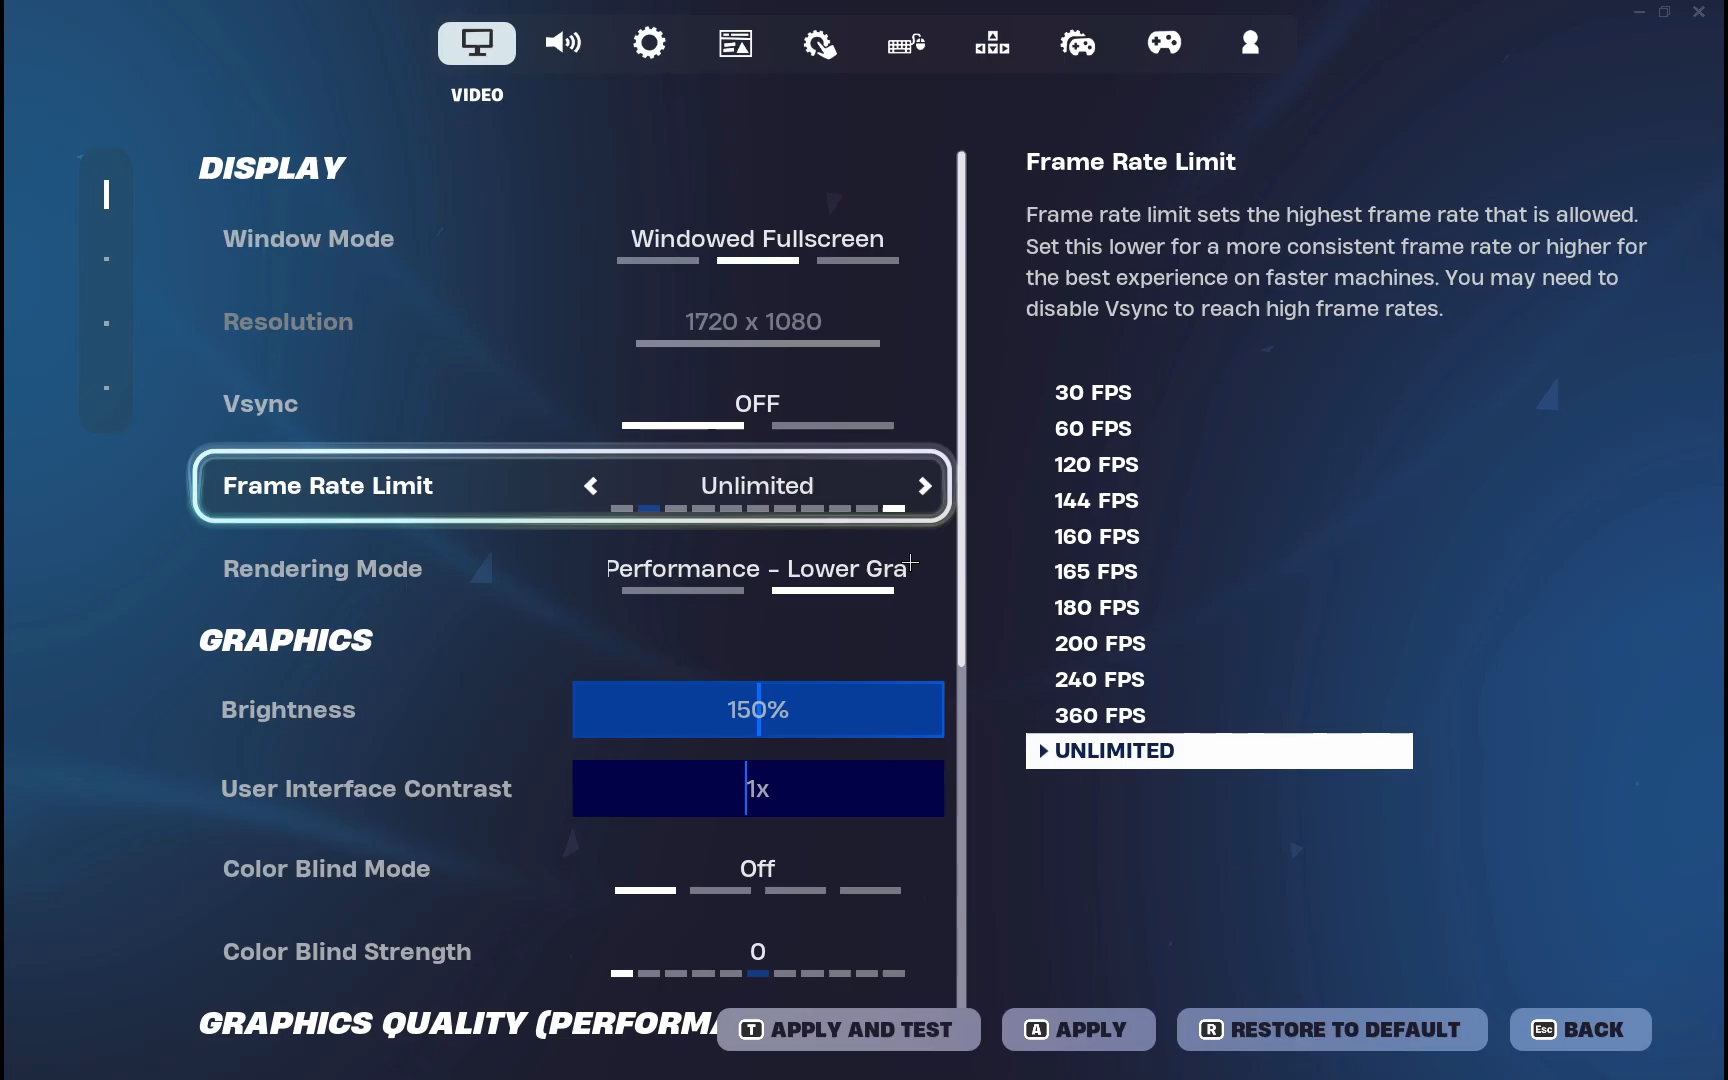 VIDEO
DISPLAY
Window Mode
Windowed Fullscreen
Resolution
1720 x 1080
Vsync
OFF
Frame Rate Limit
Unlimited
Rendering Mode
Performance - Lower Gra
GRAPHICS
Brightness
150%
User Interface Contrast
1x
Color Blind Mode
Off
Color Blind Strength
0
GRAPHICS QUALITY (PERFORMA
Frame Rate Limit
Frame rate limit sets the highest frame rate that is allowed.
Set this lower for a more consistent frame rate or higher for
the best experience on faster machines. You may need to
disable Vsync to reach high frame rates.
30 FPS
60 FPS
120 FPS
144 FPS
160 FPS
165 FPS
180 FPS
200 FPS
240 FPS
360 FPS
UNLIMITED
T APPLY AND TEST
A APPLY
R RESTORE TO DEFAULT
Esc BACK